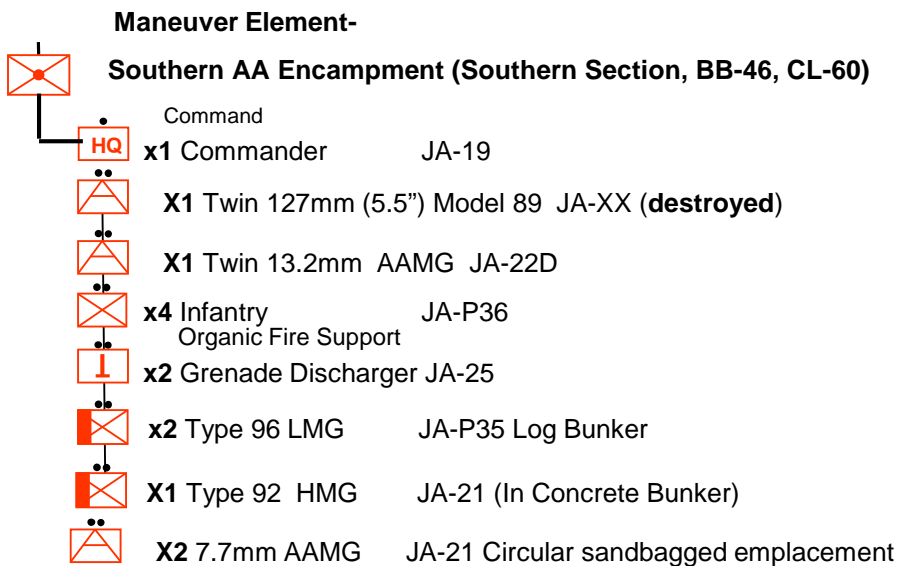 Maneuver Element-
Southern AA Encampment (Southern Section, BB-46, CL-60)
Command
HQ x1 Commander JA-19
X1 Twin 127mm (5.5”) Model 89 JA-XX (destroyed)
X1 Twin 13.2mm AAMG JA-22D
x4 Infantry JA-P36
Organic Fire Support
x2 Grenade Discharger JA-25
x2 Type 96 LMG JA-P35 Log Bunker
X1 Type 92 HMG JA-21 (In Concrete Bunker)
X2 7.7mm AAMG JA-21 Circular sandbagged emplacement